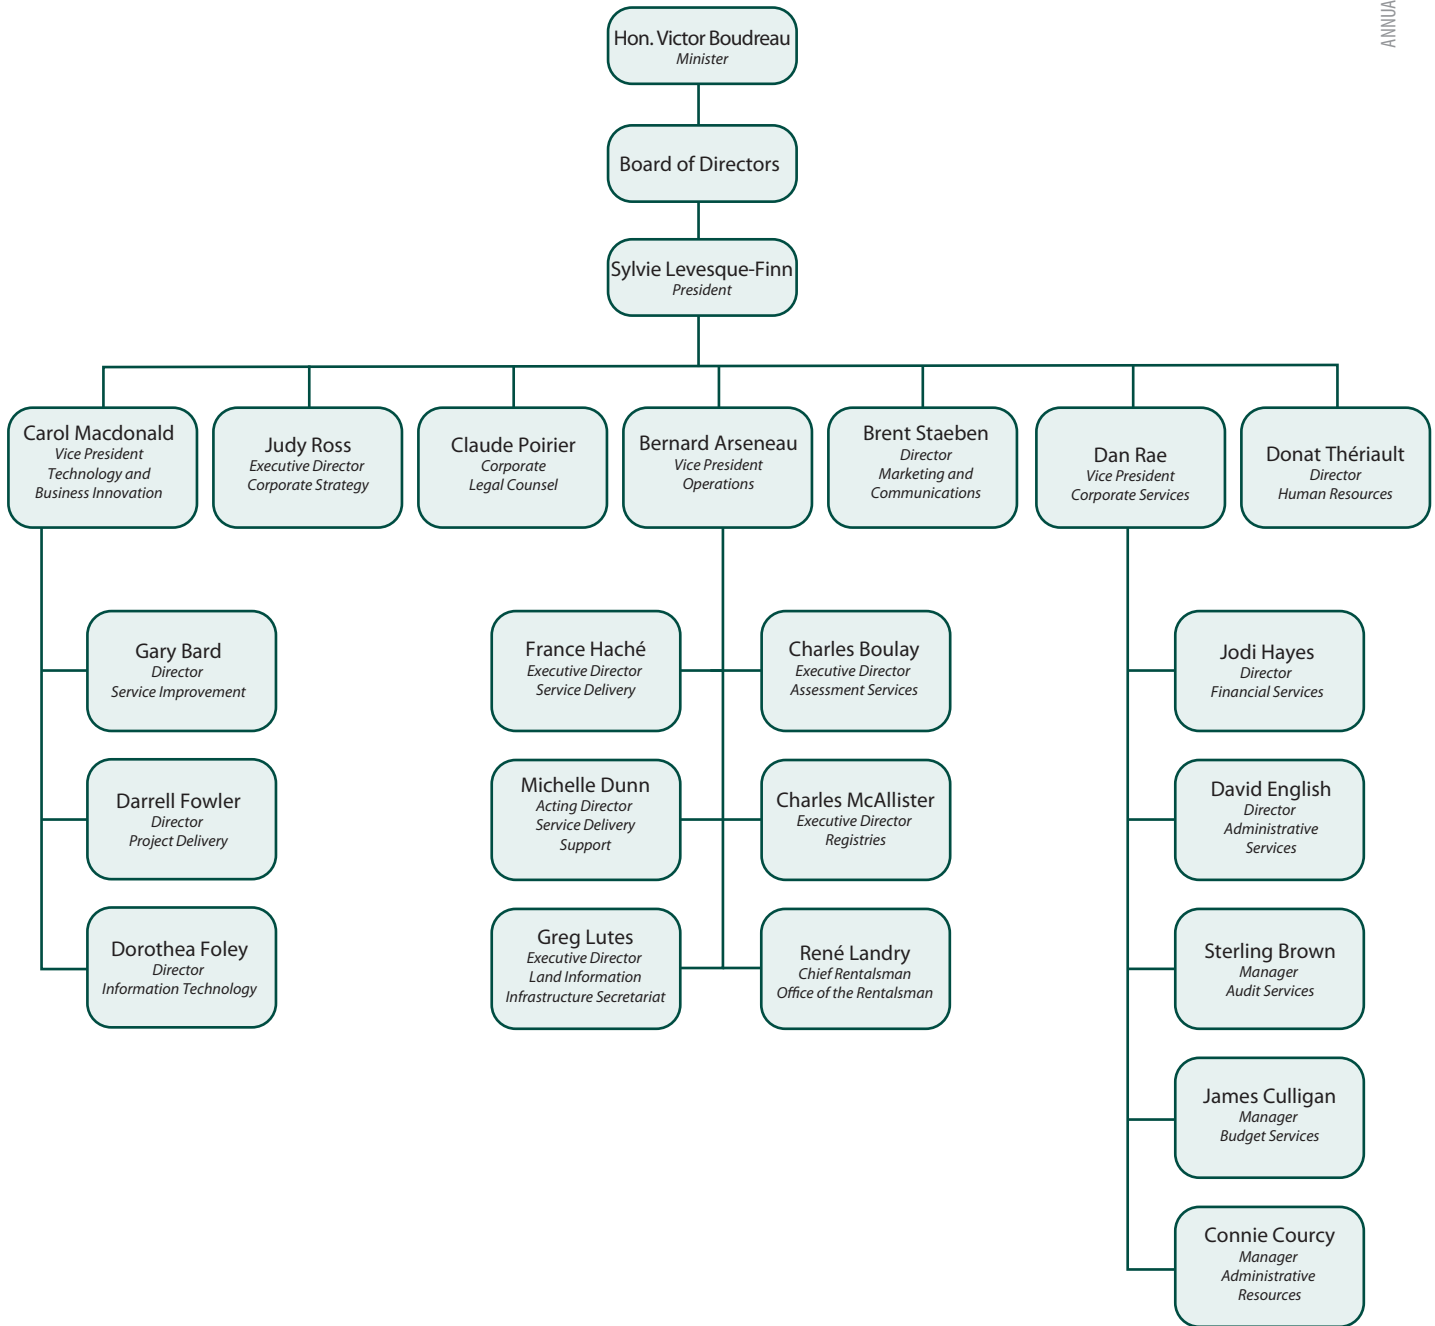 ANNUA
Hon. Victor Boudreau
Minister
Board of Directors
Sylvie Levesque-Finn
President
Carol Macdonald
Vice President
Technology and
Business Innovation
Judy Ross
Executive Director
Corporate Strategy
Claude Poirier
Corporate
Legal Counsel
Bernard Arseneau
Vice President
Operations
Brent Staeben
Director
Marketing and
Communications
Dan Rae
Vice President
Corporate Services
Donat Thériault
Director
Human Resources
Gary Bard
Director
Service Improvement
Darrell Fowler
Director
Project Delivery
Dorothea Foley
Director
Information Technology
France Haché
Executive Director
Service Delivery
Charles Boulay
Executive Director
Assessment Services
Michelle Dunn
Acting Director
Service Delivery
Support
Charles McAllister
Executive Director
Registries
Greg Lutes
Executive Director
Land Information
Infrastructure Secretariat
René Landry
Chief Rentalsman
Office of the Rentalsman
Jodi Hayes
Director
Financial Services
David English
Director
Administrative
Services
Sterling Brown
Manager
Audit Services
James Culligan
Manager
Budget Services
Connie Courcy
Manager
Administrative
Resources